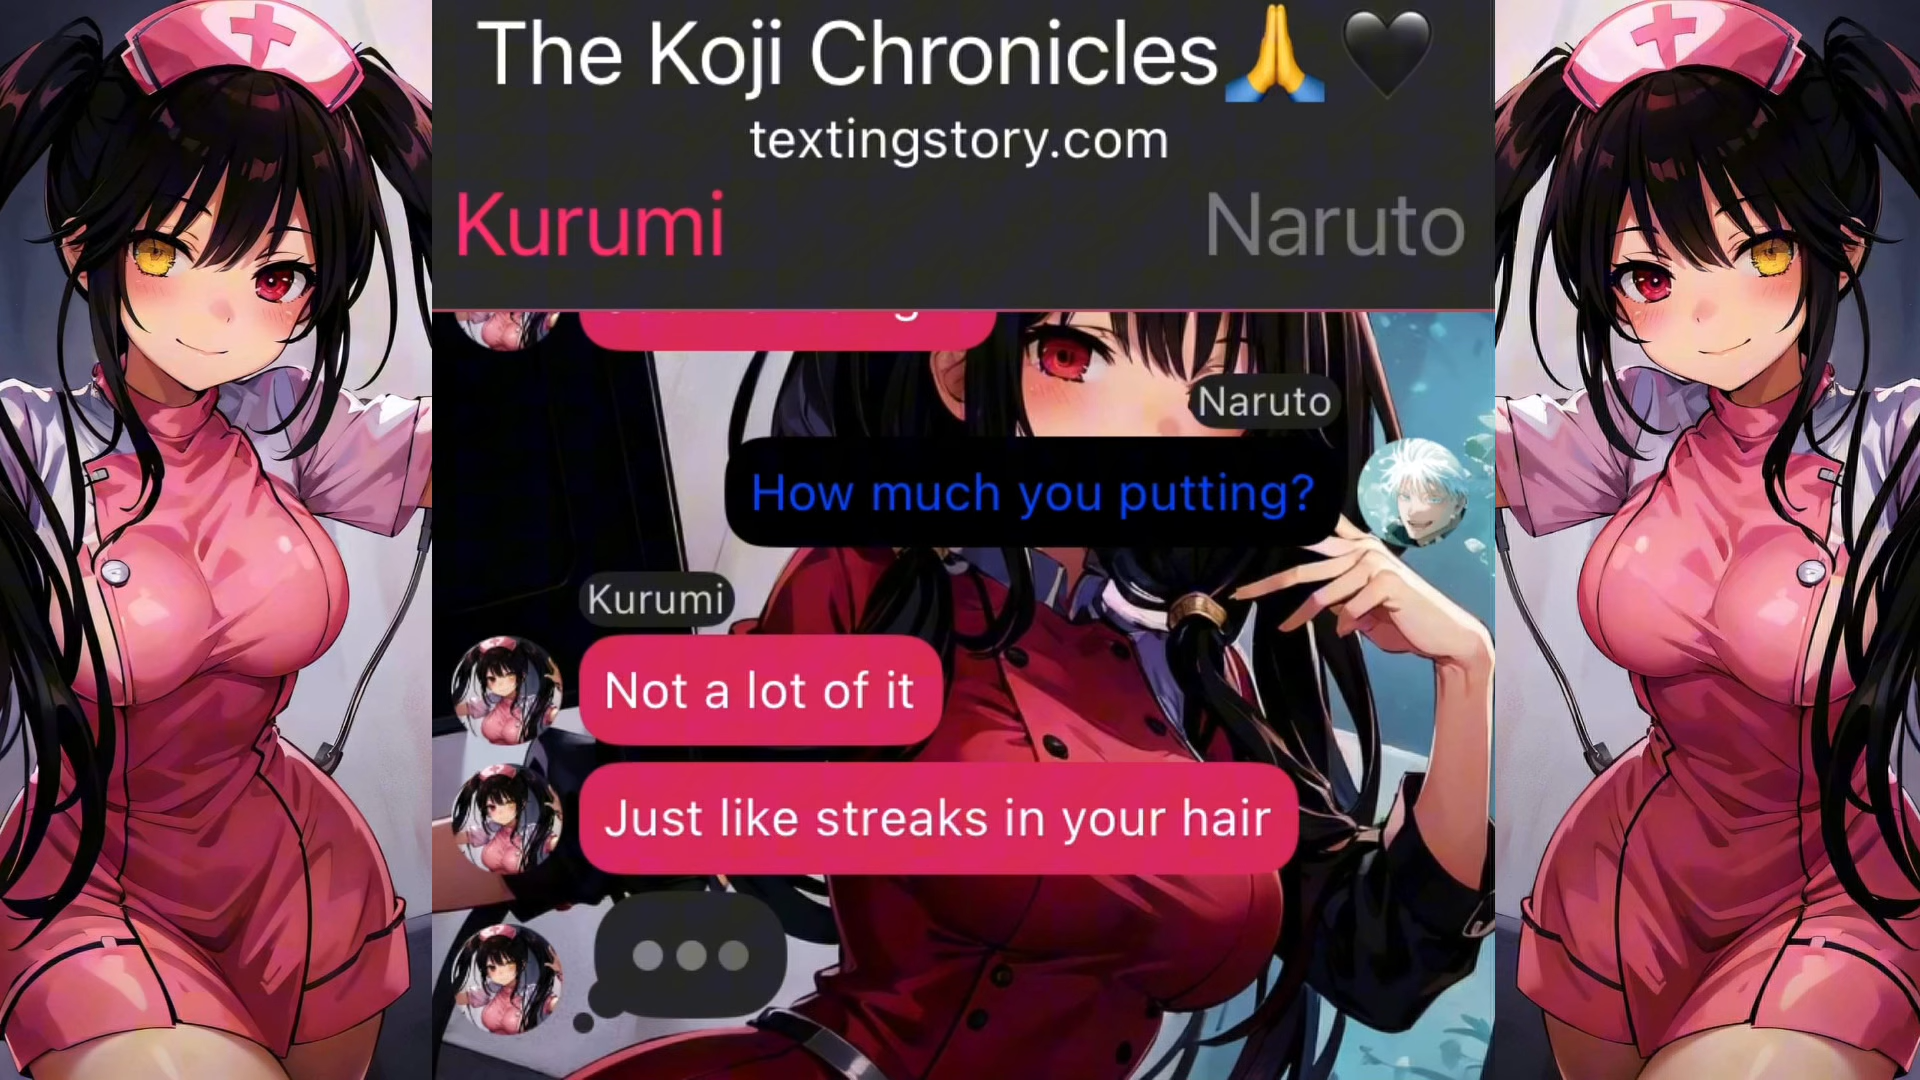 The Koji Chronicles🙏🖤
textingstory.com
Kurumi
Naruto
Naruto
How much you putting?
Kurumi
Not a lot of it
Just like streaks in your hair